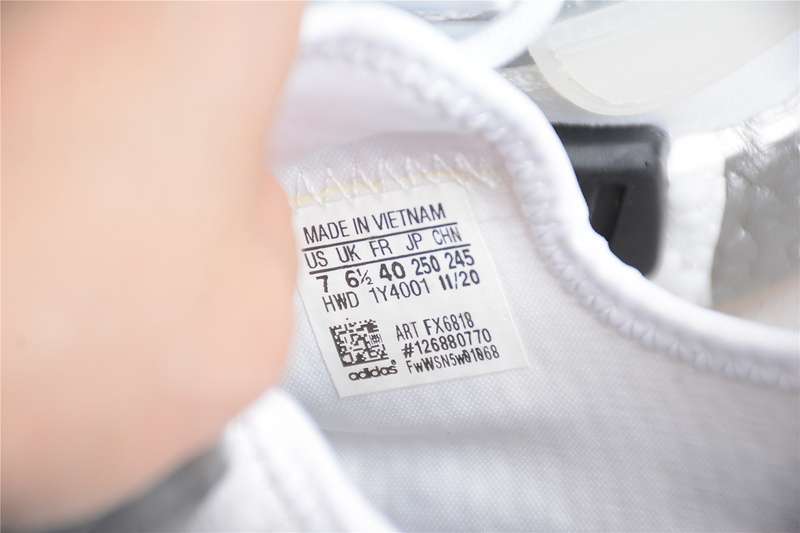 MADE IN VIETNAM
US UK FR JP CHN
7 6½ 40 250 245
HWD 1Y4001 11/20
ART FX6818
#126880770
adidas®